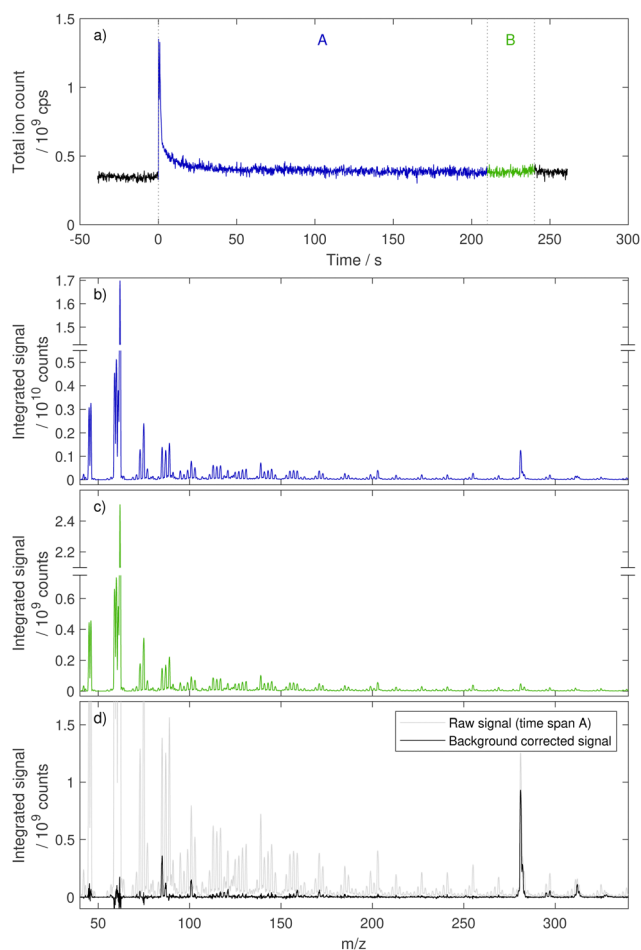 a)
A
B
1.5
1
0.5
0
Total ion count
/ 10⁹ cps
-50 0 50 100 150 200 250 300
Time / s
b)
1.7
1.6
1.5
0.5
0.4
0.3
0.2
0.1
0
Integrated signal
/ 10¹⁰ counts
c)
2.4
2.2
0.6
0.4
0.2
0
Integrated signal
/ 10⁹ counts
d)
Raw signal (time span A)
Background corrected signal
1.5
1
0.5
0
Integrated signal
/ 10⁹ counts
50 100 150 200 250 300
m/z